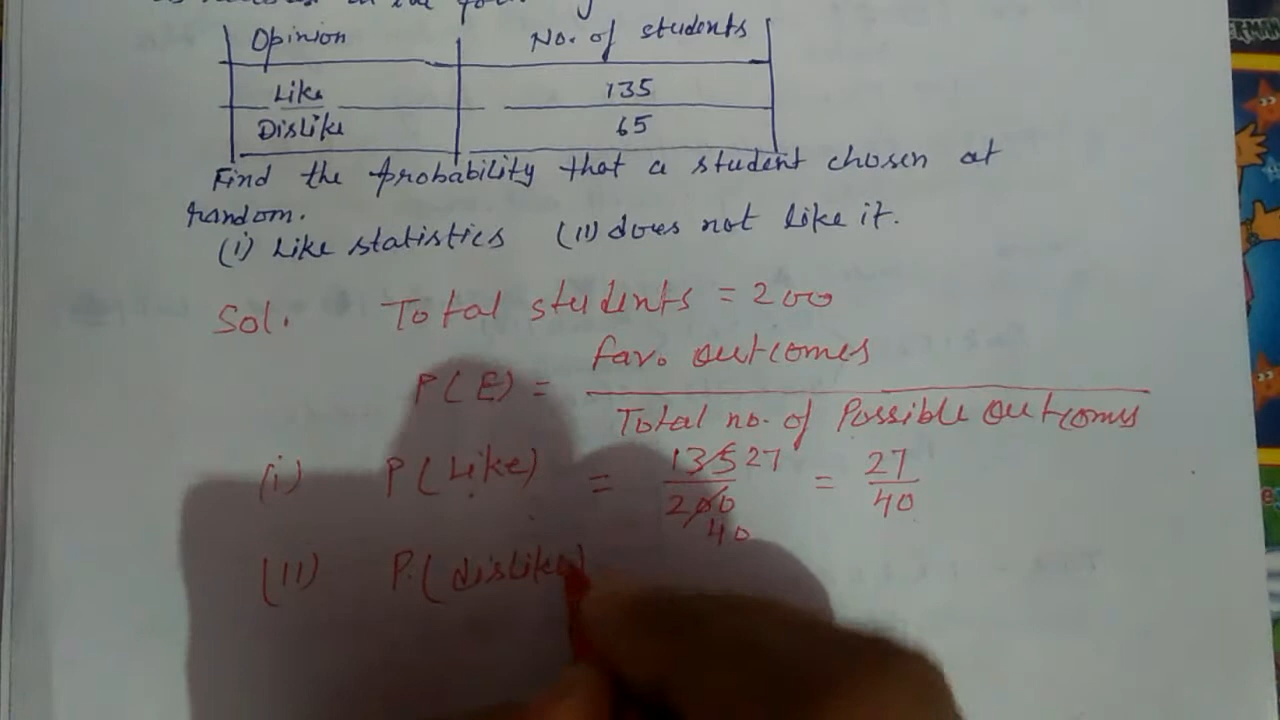 Opinion No. of students
Like 135
Dislike 65
Find the probability that a student chosen at
random.
(i) Like statistics (ii) does not like it.
Sol. Total students = 200
P(E) = favo outcomes
Total no. of Possible outcomes
(i) P(Like) = 135 27 = 27
200 40
40
(ii) P.(dislike)